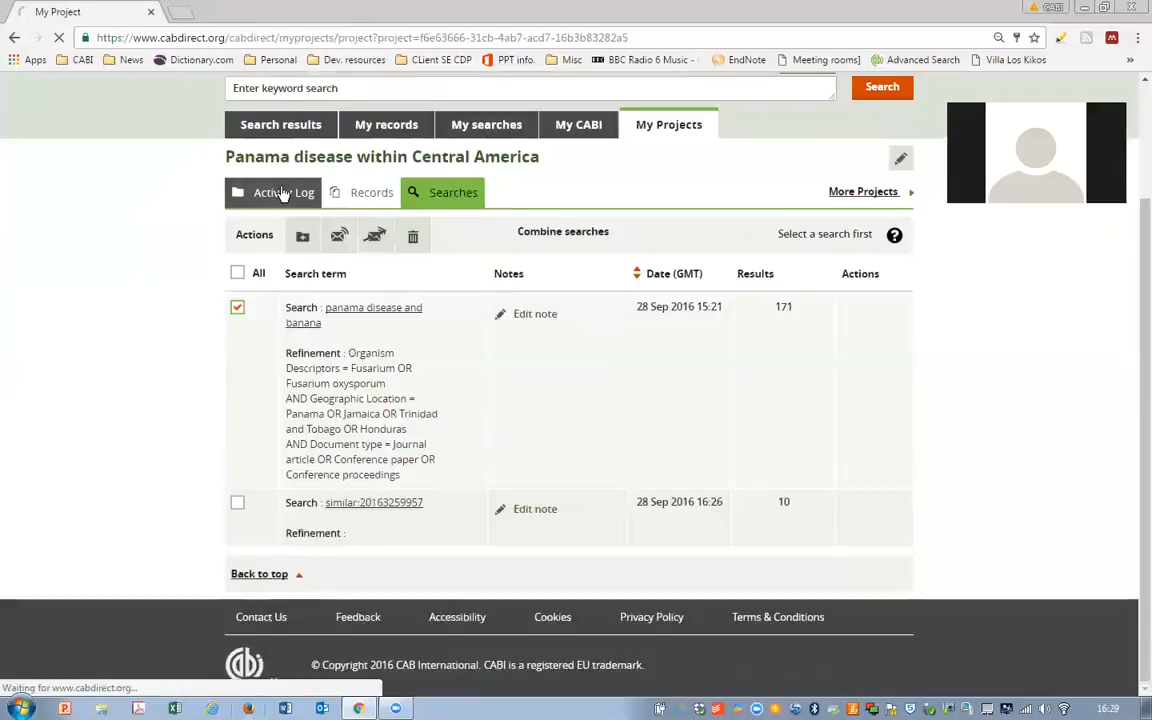 My Project
CABI
https://www.cabdirect.org/cabdirect/myprojects/project?project=f6e63666-31cb-4ab7-acd7-16b3b83282a5
Apps CABI News Dictionary.com Personal Dev. resources CLient SE CDP PPT info. Misc BBC Radio 6 Music - EndNote Meeting rooms] Advanced Search Villa Los Kikos
Enter keyword search Search
Search results My records My searches My CABI My Projects
Panama disease within Central America
Activity Log Records Searches More Projects
Actions Combine searches Select a search first
All Search term Notes Date (GMT) Results Actions
Search : panama disease and Edit note 28 Sep 2016 15:21 171
banana
Refinement : Organism
Descriptors = Fusarium OR
Fusarium oxysporum
AND Geographic Location =
Panama OR Jamaica OR Trinidad
and Tobago OR Honduras
AND Document type = Journal
article OR Conference paper OR
Conference proceedings
Search : similar:20163259957 Edit note 28 Sep 2016 16:26 10
Refinement :
Back to top
Contact Us Feedback Accessibility Cookies Privacy Policy Terms & Conditions
cabi © Copyright 2016 CAB International. CABI is a registered EU trademark.
Waiting for www.cabdirect.org...
16:29